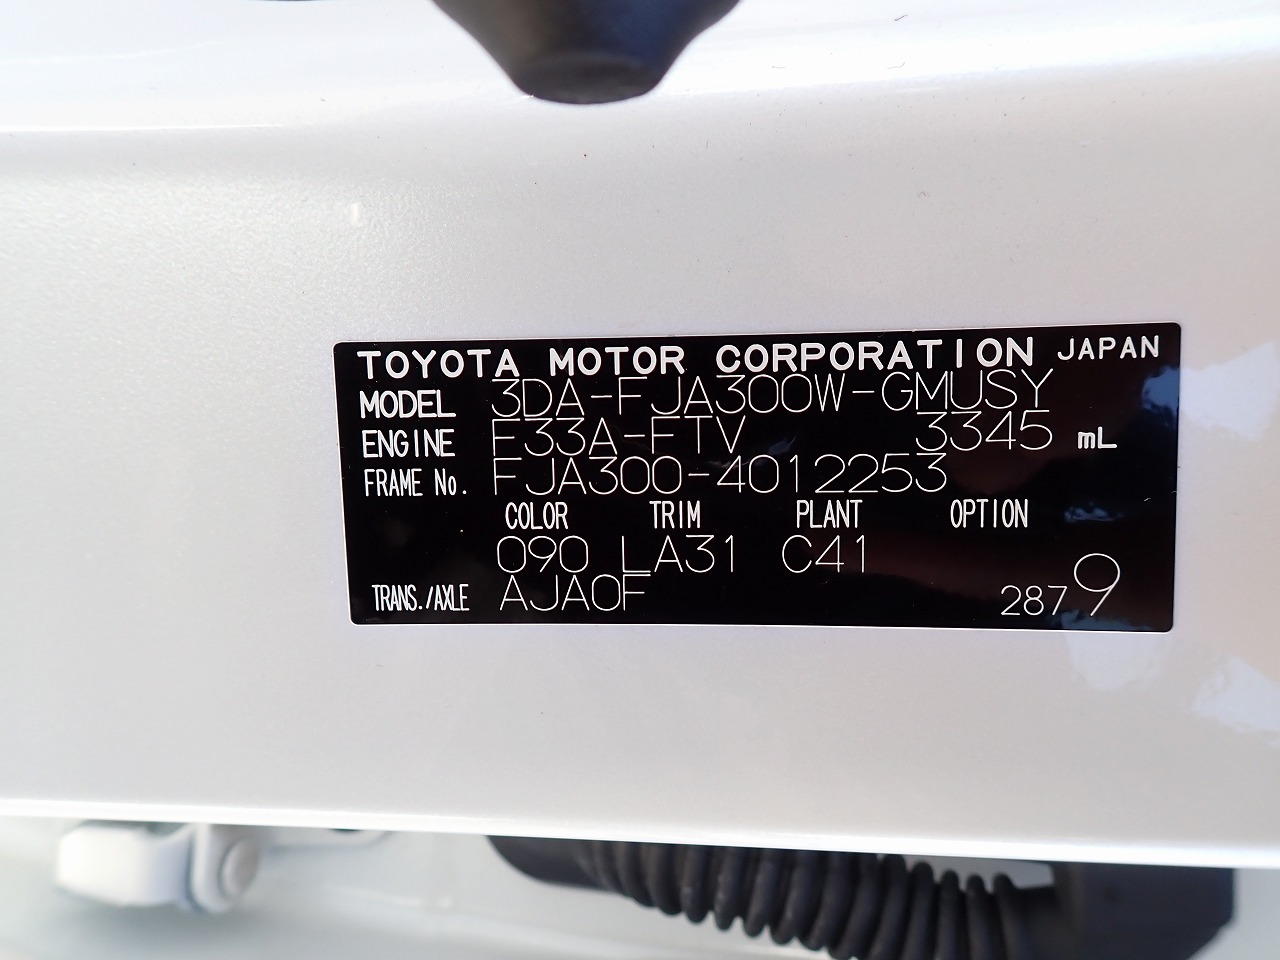 TOYOTA MOTOR CORPORATION JAPAN
MODEL 3DA-FJA300W-GMUSY
ENGINE F33A-FTV 3345 mL
FRAME No. FJA300-4012253
COLOR TRIM PLANT OPTION
090 LA31 C41
TRANS./AXLE AJA0F 2879